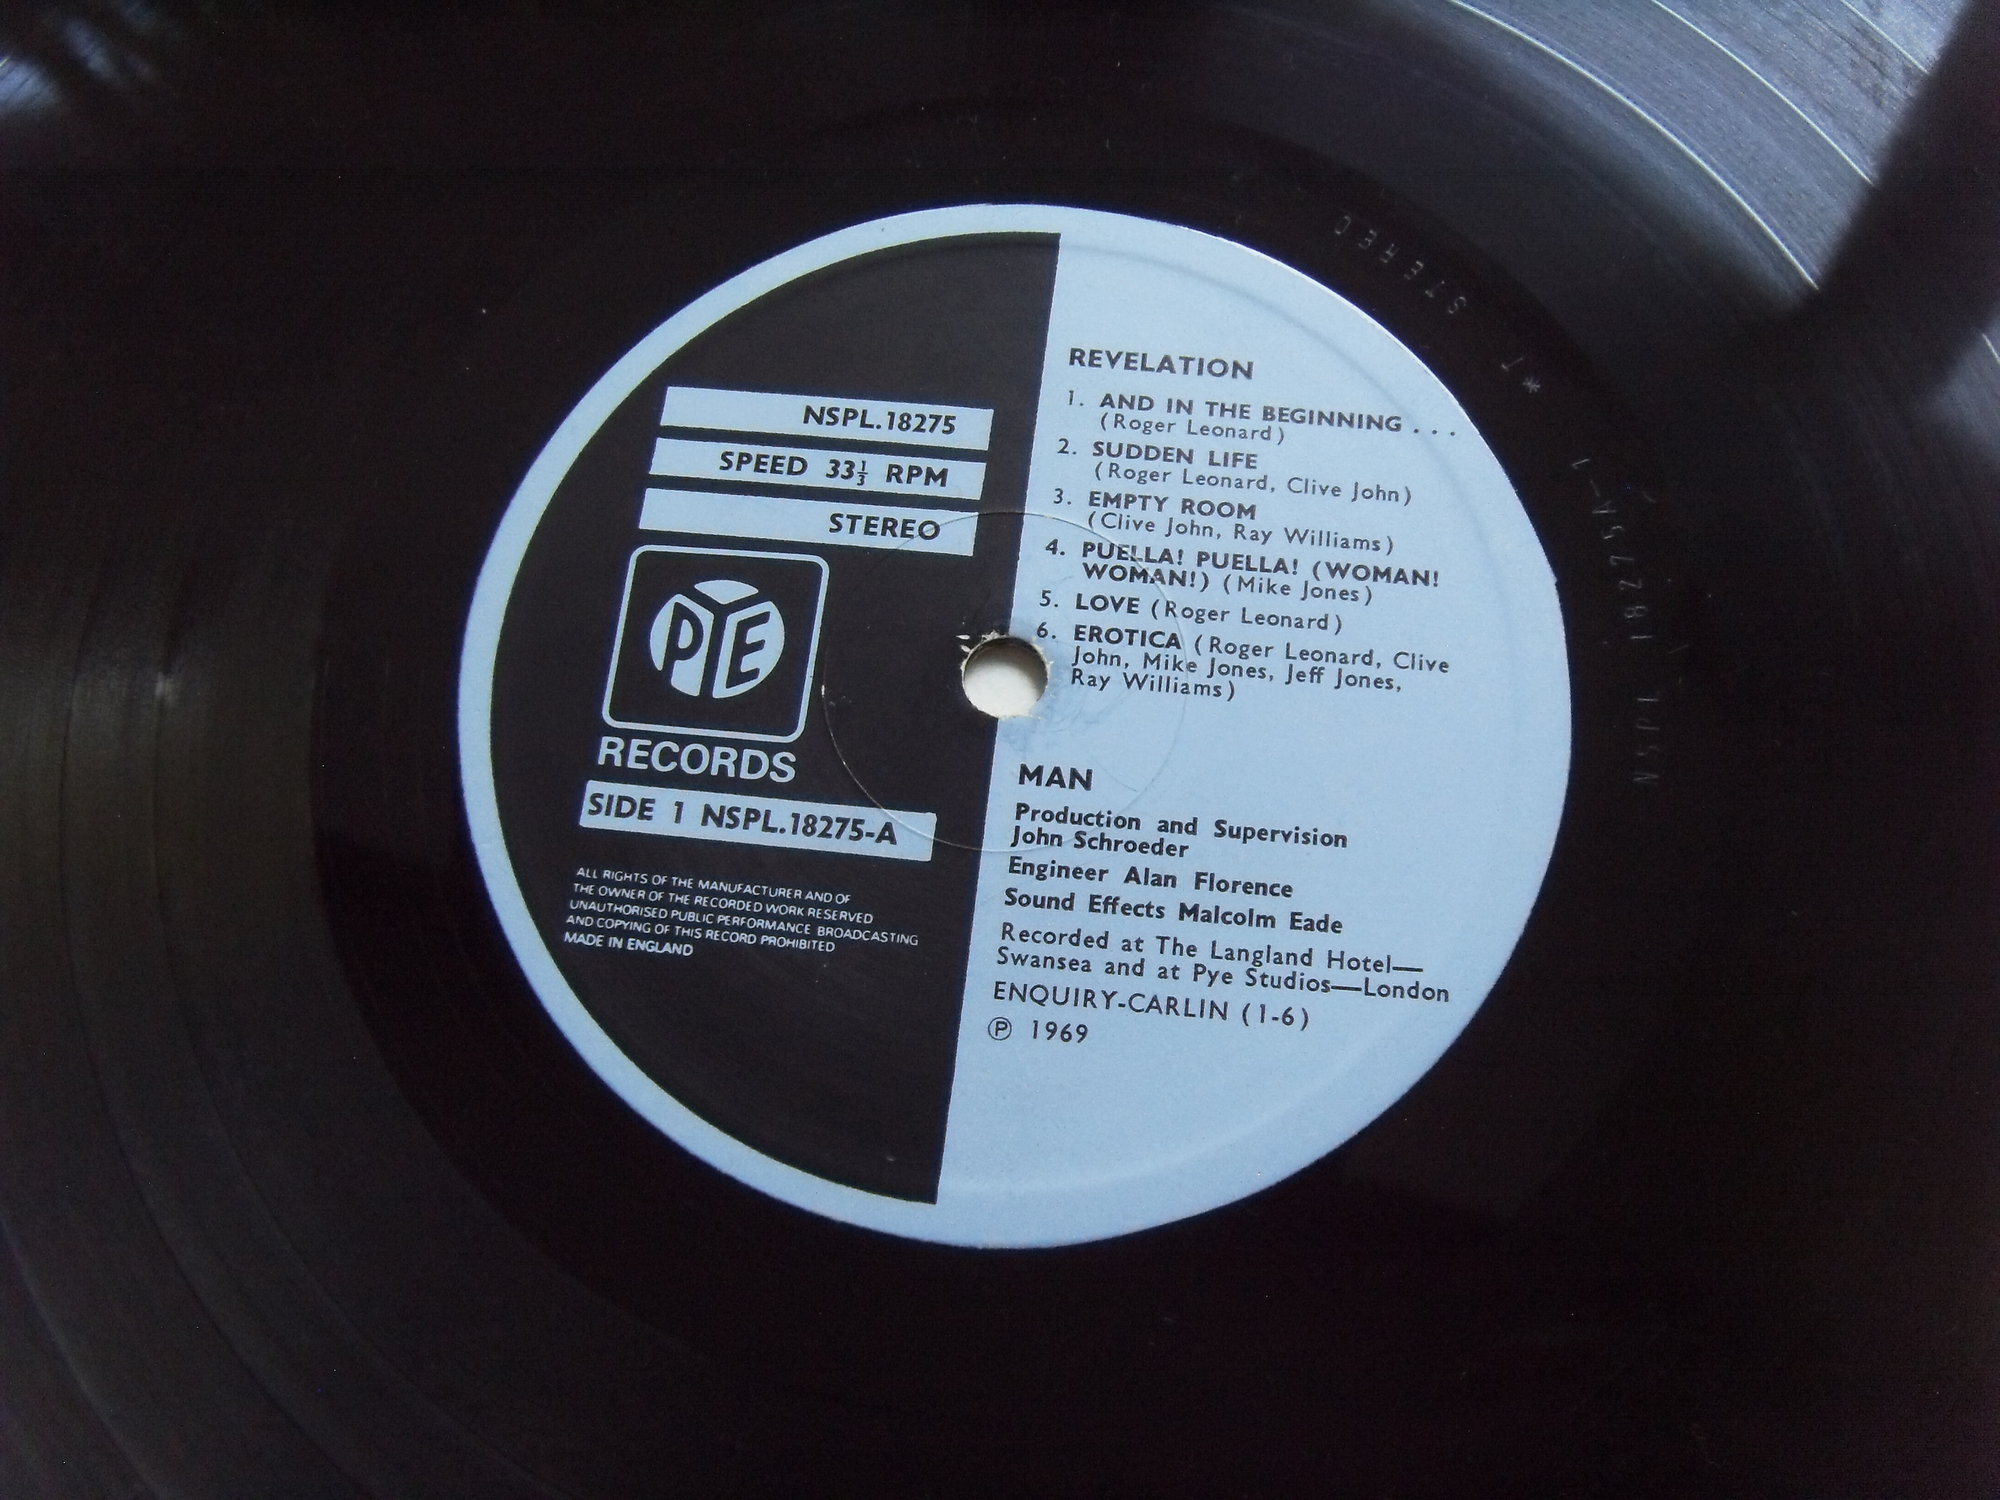 NSPL.18275
SPEED 33⅓ RPM
STEREO
PYE
RECORDS
SIDE 1 NSPL.18275-A
ALL RIGHTS OF THE MANUFACTURER AND OF
THE OWNER OF THE RECORDED WORK RESERVED
UNAUTHORISED PUBLIC PERFORMANCE BROADCASTING
AND COPYING OF THIS RECORD PROHIBITED
MADE IN ENGLAND
REVELATION
1. AND IN THE BEGINNING . . .
(Roger Leonard)
2. SUDDEN LIFE
(Roger Leonard, Clive John)
3. EMPTY ROOM
(Clive John, Ray Williams)
4. PUELLA! PUELLA! (WOMAN!
WOMAN!) (Mike Jones)
5. LOVE (Roger Leonard)
6. EROTICA (Roger Leonard, Clive
John, Mike Jones, Jeff Jones,
Ray Williams)
MAN
Production and Supervision
John Schroeder
Engineer Alan Florence
Sound Effects Malcolm Eade
Recorded at The Langland Hotel—
Swansea and at Pye Studios—London
ENQUIRY-CARLIN (1-6)
Ⓟ 1969
NSPL 18275A-1
1*
STEREO